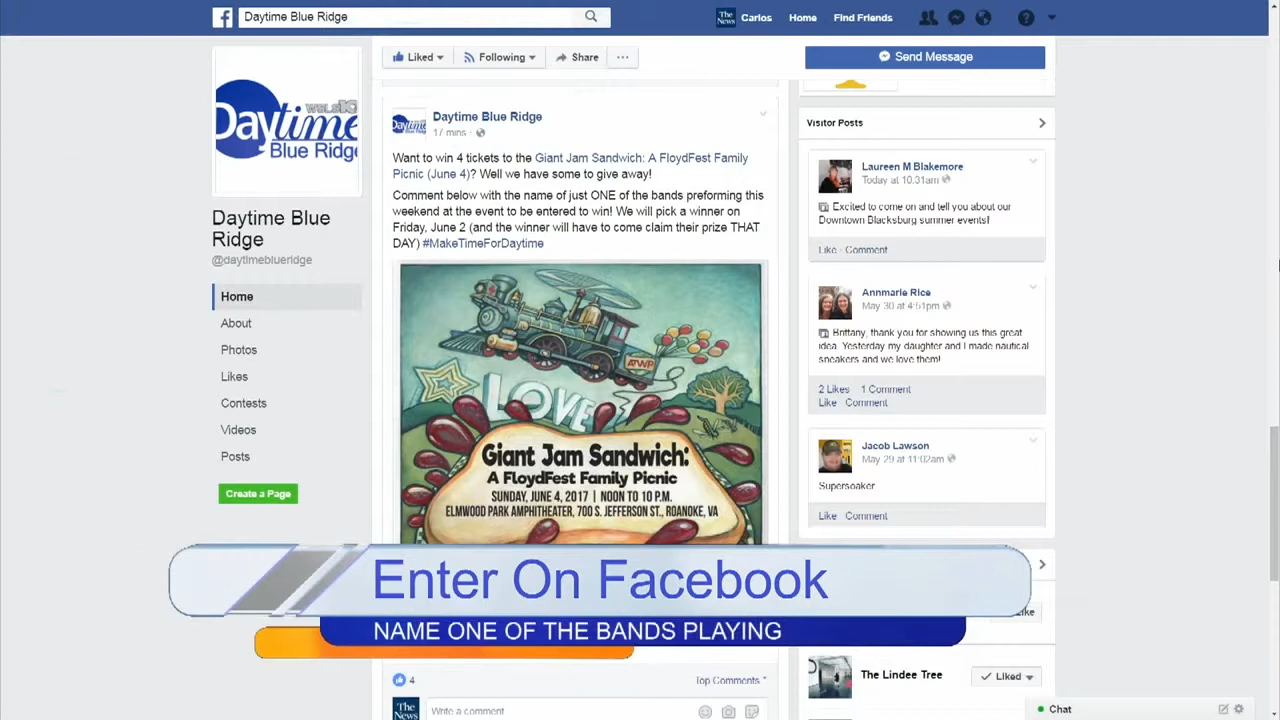 Daytime Blue Ridge
The News
Carlos
Home
Find Friends
Liked
Following
Share
Send Message
Daytime
WSLS10
Blue Ridge
Daytime Blue
Ridge
@daytimeblueridge
Home
About
Photos
Likes
Contests
Videos
Posts
Create a Page
Daytime Blue Ridge
17 mins ·
Want to win 4 tickets to the Giant Jam Sandwich: A FloydFest Family
Picnic (June 4)? Well we have some to give away!
Comment below with the name of just ONE of the bands preforming this
weekend at the event to be entered to win! We will pick a winner on
Friday, June 2 (and the winner will have to come claim their prize THAT
DAY) #MakeTimeForDaytime
ATWP
LOVE
Giant Jam Sandwich:
A FloydFest Family Picnic
SUNDAY, JUNE 4, 2017 | NOON TO 10 P.M.
ELMWOOD PARK AMPHITHEATER, 700 S. JEFFERSON ST., ROANOKE, VA
Enter On Facebook
NAME ONE OF THE BANDS PLAYING
4
Top Comments
The News
Write a comment
Visitor Posts
Laureen M Blakemore
Today at 10:31am
Excited to come on and tell you about our
Downtown Blacksburg summer events!
Like · Comment
Annmarie Rice
May 30 at 4:51pm
Brittany, thank you for showing us this great
idea. Yesterday my daughter and I made nautical
sneakers and we love them!
2 Likes 1 Comment
Like Comment
Jacob Lawson
May 29 at 11:02am
Supersoaker
Like Comment
The Lindee Tree
Liked
Chat